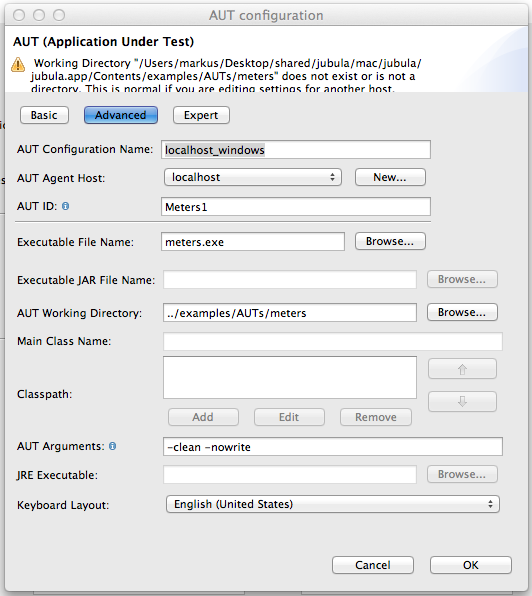 AUT configuration
AUT (Application Under Test)
Working Directory "/Users/markus/Desktop/shared/jubula/mac/jubula/
jubula.app/Contents/examples/AUTs/meters" does not exist or is not a
directory. This is normal if you are editing settings for another host.
Basic Advanced Expert
AUT Configuration Name: localhost_windows
AUT Agent Host: localhost New...
AUT ID: Meters1
Executable File Name: meters.exe Browse...
Executable JAR File Name: Browse...
AUT Working Directory: ../examples/AUTs/meters Browse...
Main Class Name:
Classpath:
Add Edit Remove
AUT Arguments: -clean -nowrite
JRE Executable: Browse...
Keyboard Layout: English (United States)
Cancel OK